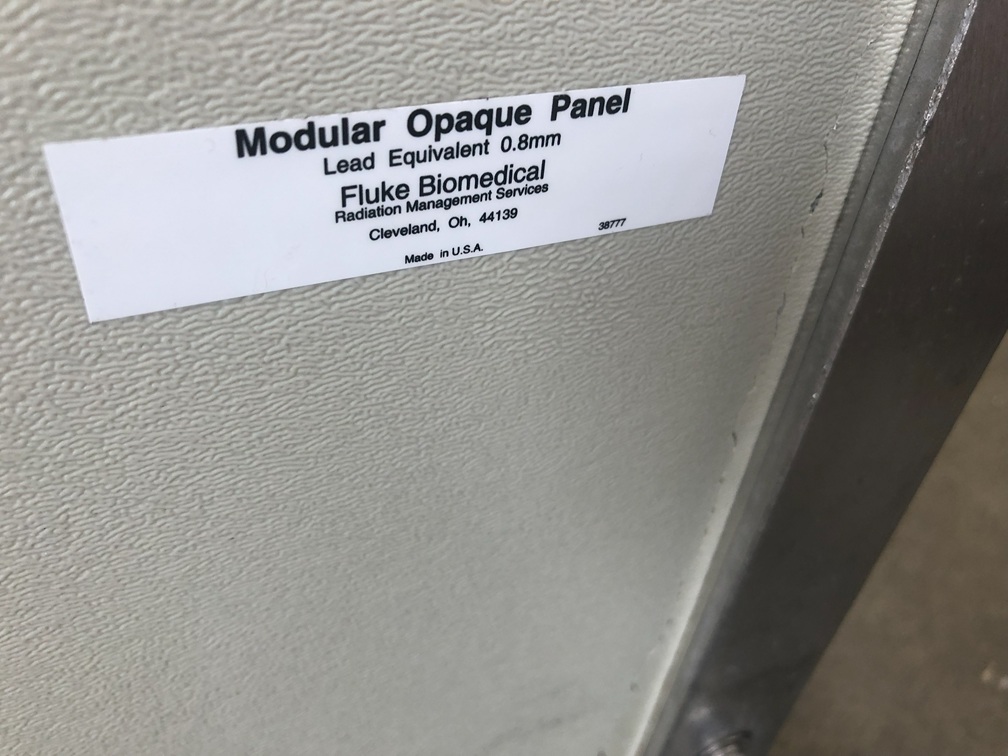 Modular Opaque Panel
Lead Equivalent 0.8mm
Fluke Biomedical
Radiation Management Services
Cleveland, Oh, 44139
38777
Made in U.S.A.